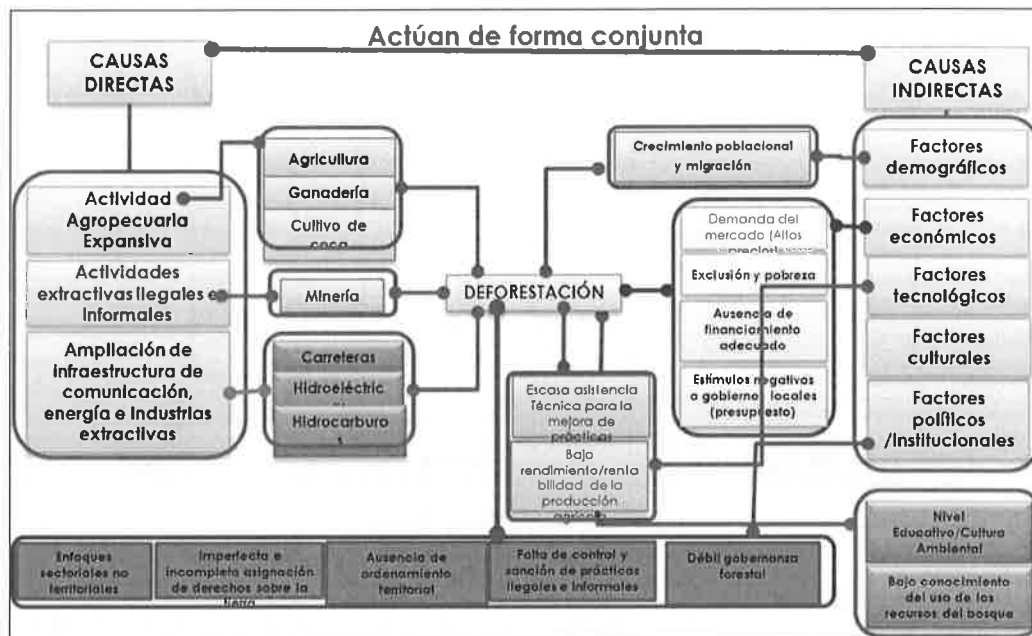 Actúan de forma conjunta
CAUSAS
DIRECTAS
CAUSAS
INDIRECTAS
Actividad
Agropecuaria
Expansiva
Actividades
extractivas ilegales e
informales
Ampliación de
infraestructura de
comunicación,
energía e industrias
extractivas
Agricultura
Ganadería
Cultivo de
coca
Minería
Carreteras
Hidroeléctric
Hidrocarburo
s
DEFORESTACIÓN
Crecimiento poblacional
y migración
Demanda del
mercado (Altos
precios)
Exclusión y pobreza
Ausencia de
financiamiento
adecuado
Estímulos negativos
a gobiernos locales
(presupuesto)
Escasa asistencia
Técnica para la
mejora de
prácticas
Bajo
rendimiento/renta
bilidad de la
producción
agrícola
Factores
demográficos
Factores
económicos
Factores
tecnológicos
Factores
culturales
Factores
políticos
/Institucionales
Enfoques
sectoriales no
territoriales
Imperfecta e
incompleta asignación
de derechos sobre la
tierra
Ausencia de
ordenamiento
territorial
Falta de control y
sanción de prácticas
ilegales e informales
Débil gobernanza
forestal
Nivel
Educativo/Cultura
Ambiental
Bajo conocimiento
del uso de los
recursos del bosque